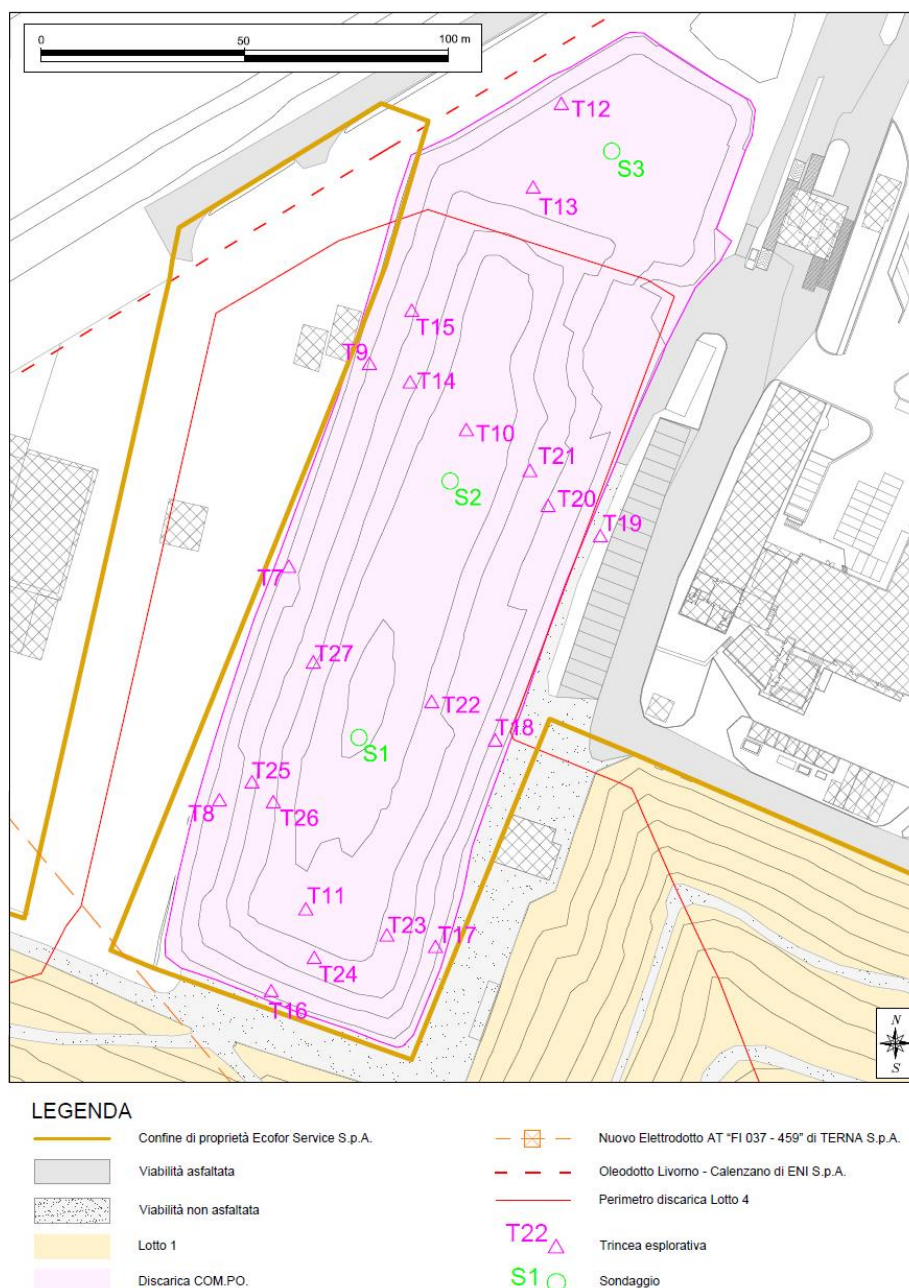 0 50 100 m
T12
S3
T13
T15
T9
T14
T10
T21
S2
T20
T19
T7
T27
T22
T18
S1
T25
T8
T26
T11
T23
T17
T24
T16
N
S
LEGENDA
Confine di proprietà Ecofor Service S.p.A.
Viabilità asfaltata
Viabilità non asfaltata
Lotto 1
Discarica COM.PO.
Nuovo Elettrodotto AT "FI 037 - 459" di TERNA S.p.A.
Oleodotto Livorno - Calenzano di ENI S.p.A.
Perimetro discarica Lotto 4
T22 Trincea esplorativa
S1 Sondaggio